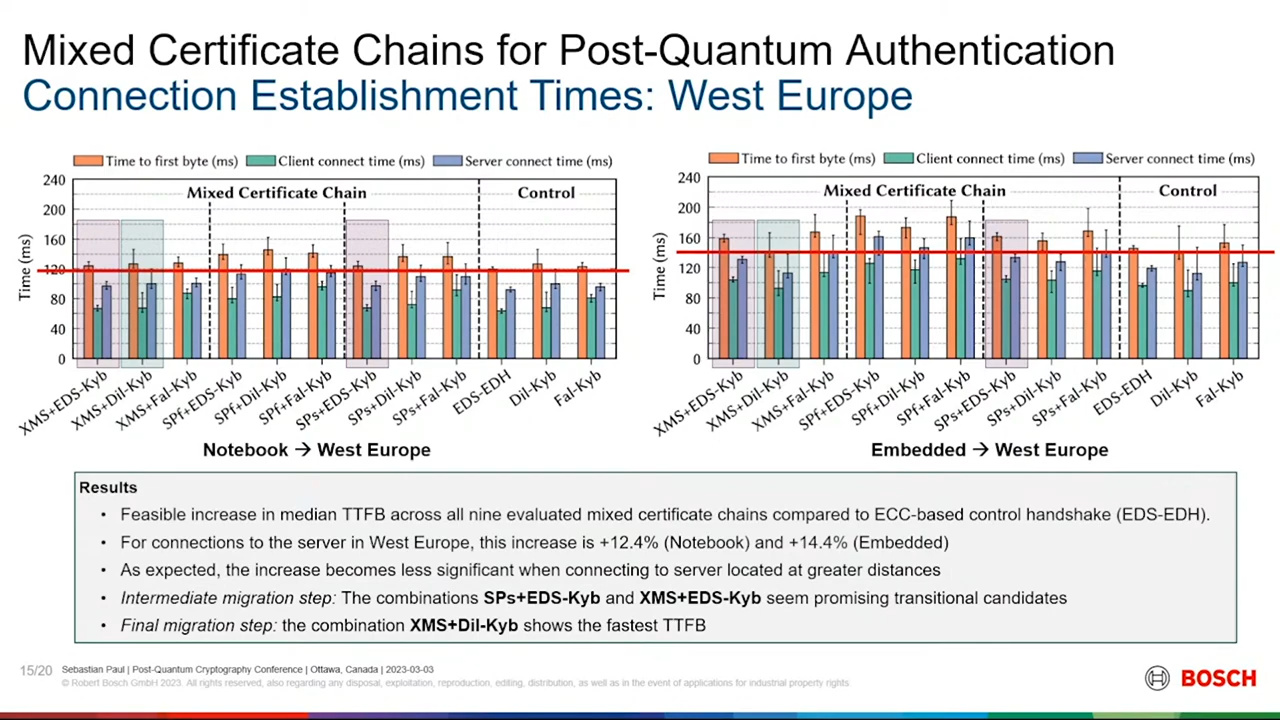 Mixed Certificate Chains for Post-Quantum Authentication
Connection Establishment Times: West Europe
Time to first byte (ms) Client connect time (ms) Server connect time (ms)
Mixed Certificate Chain Control
Time (ms)
240
200
160
120
80
40
0
XMS+EDS-Kyb XMS+Dil-Kyb XMS+Fal-Kyb SPf+EDS-Kyb SPf+Dil-Kyb SPf+Fal-Kyb SPs+EDS-Kyb SPs+Dil-Kyb SPs+Fal-Kyb EDS-EDH Dil-Kyb Fal-Kyb
Notebook → West Europe
Time to first byte (ms) Client connect time (ms) Server connect time (ms)
Mixed Certificate Chain Control
Time (ms)
240
200
160
120
80
40
0
XMS+EDS-Kyb XMS+Dil-Kyb XMS+Fal-Kyb SPf+EDS-Kyb SPf+Dil-Kyb SPf+Fal-Kyb SPs+EDS-Kyb SPs+Dil-Kyb SPs+Fal-Kyb EDS-EDH Dil-Kyb Fal-Kyb
Embedded → West Europe
Results
• Feasible increase in median TTFB across all nine evaluated mixed certificate chains compared to ECC-based control handshake (EDS-EDH).
• For connections to the server in West Europe, this increase is +12.4% (Notebook) and +14.4% (Embedded)
• As expected, the increase becomes less significant when connecting to server located at greater distances
• Intermediate migration step: The combinations SPs+EDS-Kyb and XMS+EDS-Kyb seem promising transitional candidates
• Final migration step: the combination XMS+Dil-Kyb shows the fastest TTFB
15/20 Sebastian Paul | Post-Quantum Cryptography Conference | Ottawa, Canada | 2023-03-03
© Robert Bosch GmbH 2023. All rights reserved, also regarding any disposal, exploitation, reproduction, editing, distribution, as well as in the event of applications for industrial property rights.
BOSCH